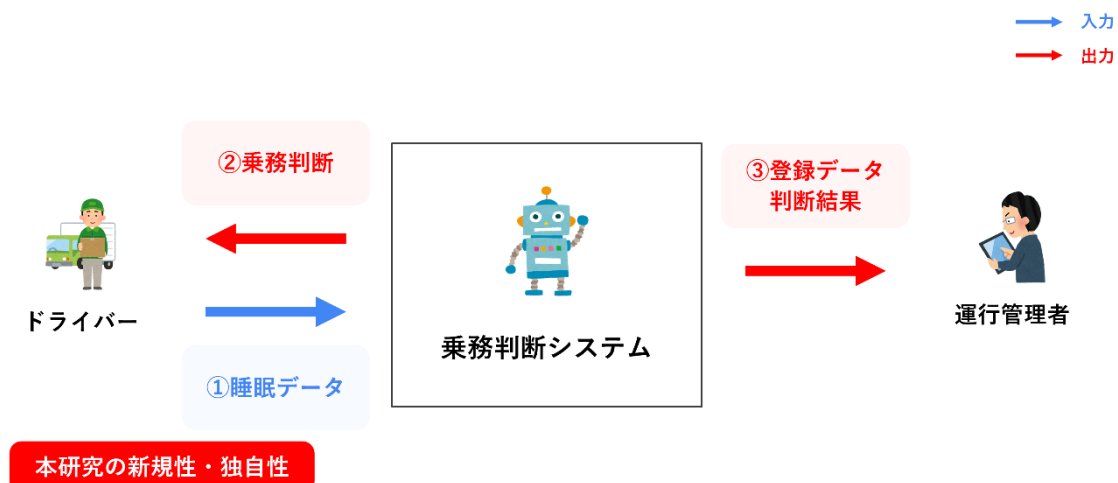 入力
出力
②乗務判断
③登録データ
判断結果
ドライバー
乗務判断システム
運行管理者
①睡眠データ
本研究の新規性・独自性